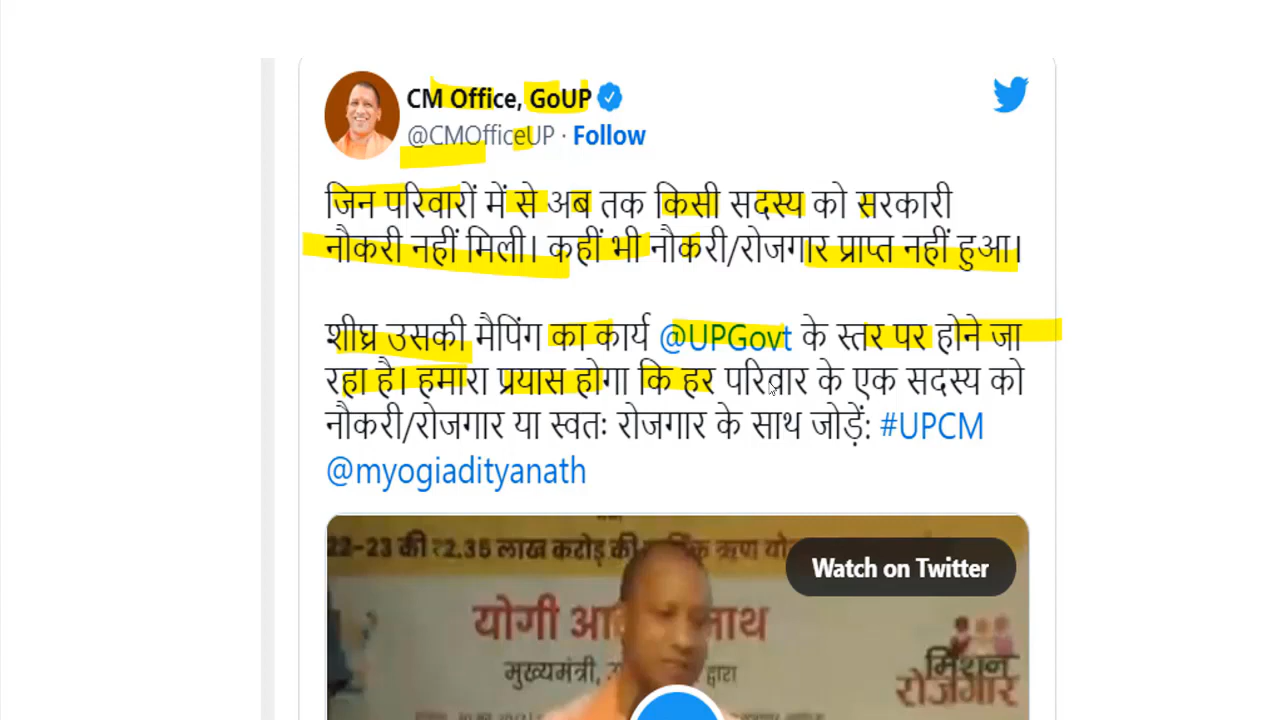 CM Office, GoUP
@CMOfficeUP · Follow
जिन परिवारों में से अब तक किसी सदस्य को सरकारी
नौकरी नहीं मिली। कहीं भी नौकरी/रोजगार प्राप्त नहीं हुआ।
शीघ्र उसकी मैपिंग का कार्य @UPGovt के स्तर पर होने जा
रहा है। हमारा प्रयास होगा कि हर परिवार के एक सदस्य को
नौकरी/रोजगार या स्वतः रोजगार के साथ जोड़ें: #UPCM
@myogiadityanath
22-23 की ₹2.35 लाख करोड़ की
Watch on Twitter
योगी
मुख्यमंत्री,
द्वारा
मिशन
रोजगार